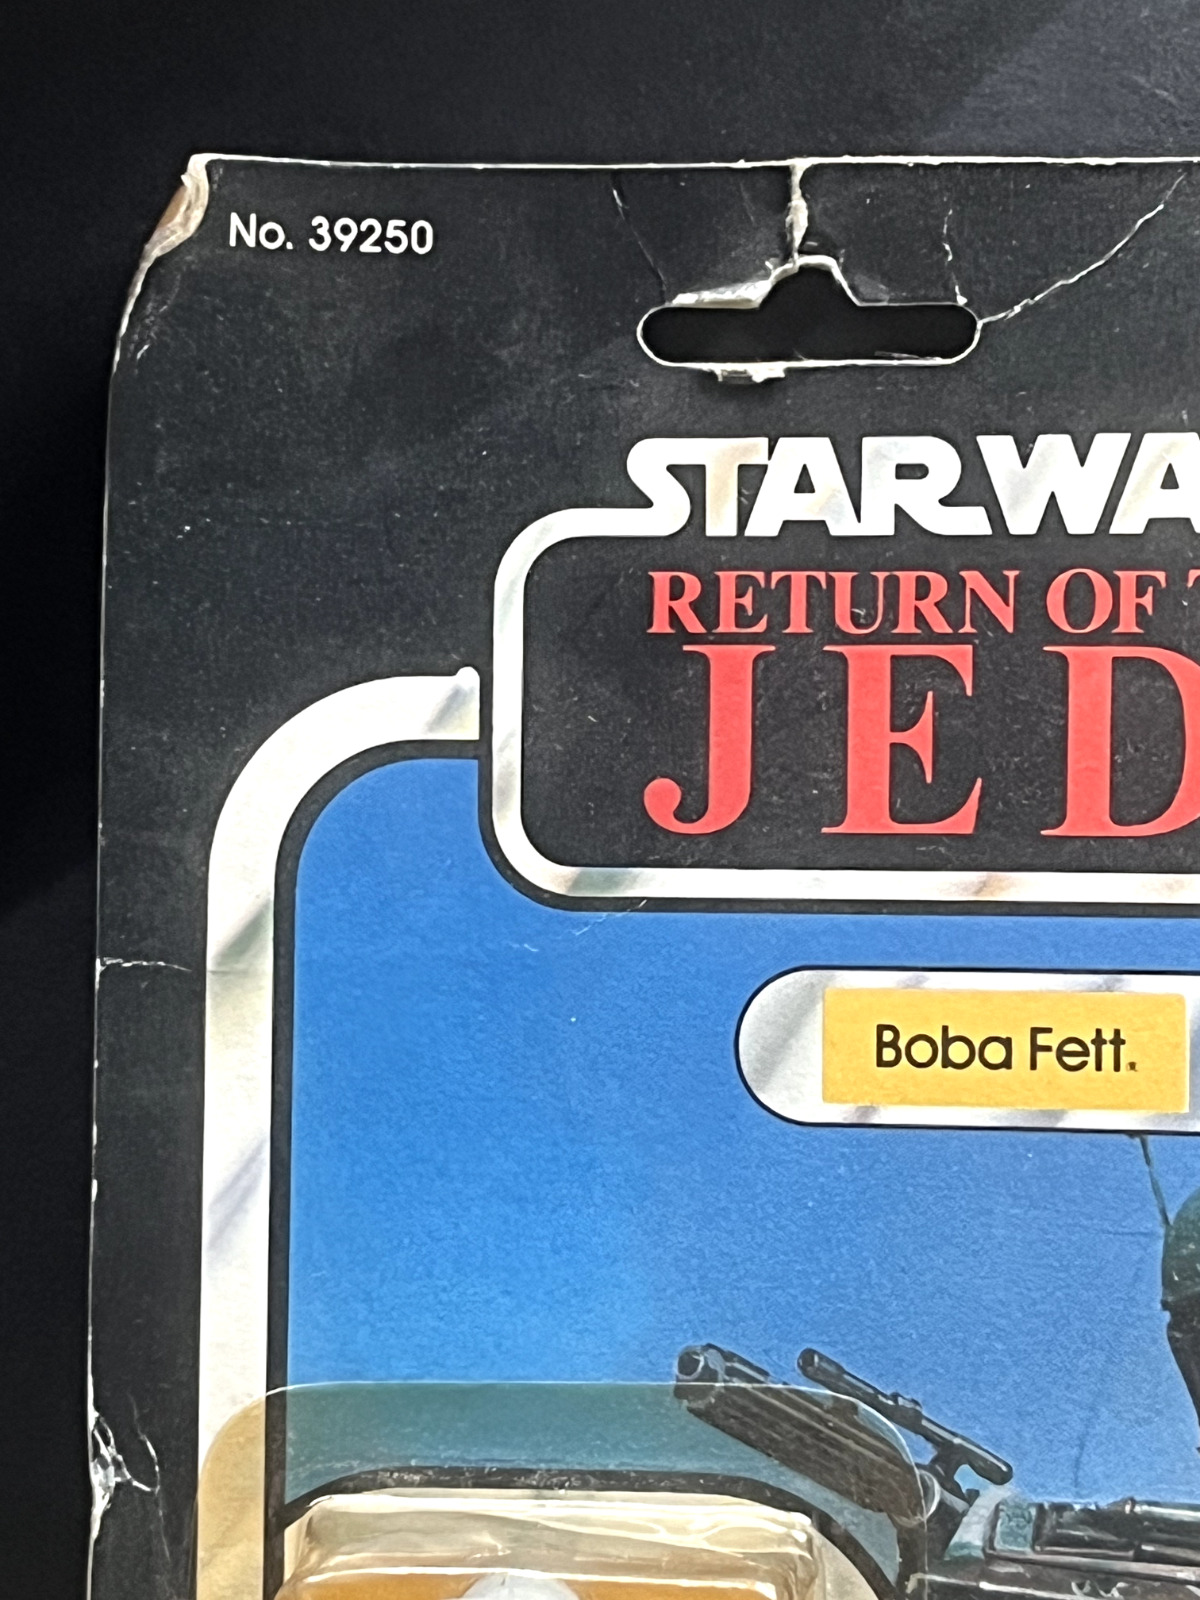 No. 39250
STAR WA
RETURN OF T
JED
Boba Fett.